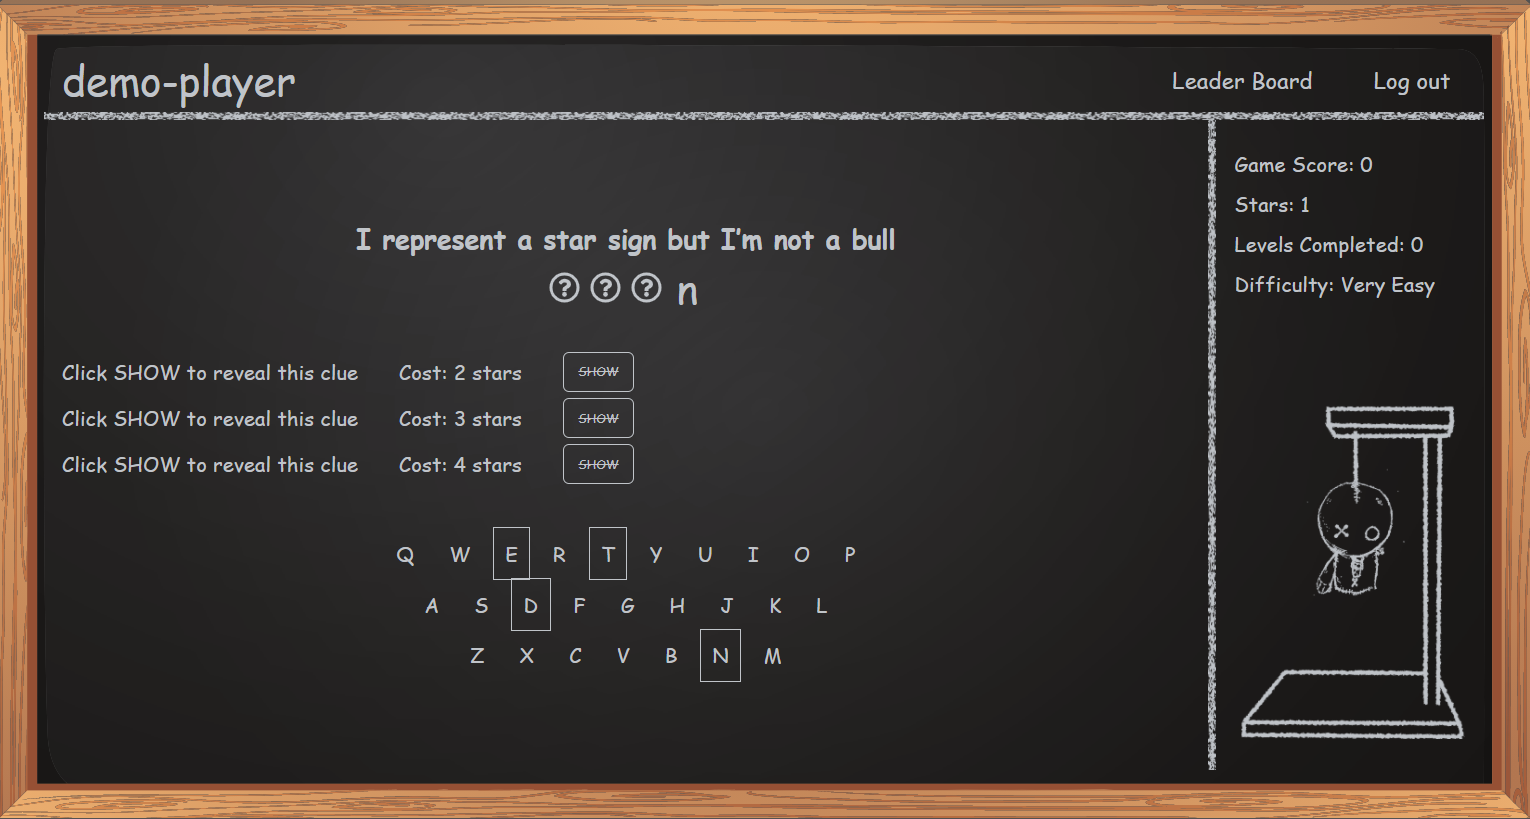 demo-player
Leader Board
Log out
Game Score: 0
Stars: 1
Levels Completed: 0
Difficulty: Very Easy
I represent a star sign but I'm not a bull
? ? ? n
Click SHOW to reveal this clue Cost: 2 stars SHOW
Click SHOW to reveal this clue Cost: 3 stars SHOW
Click SHOW to reveal this clue Cost: 4 stars SHOW
Q W E R T Y U I O P
A S D F G H J K L
Z X C V B N M